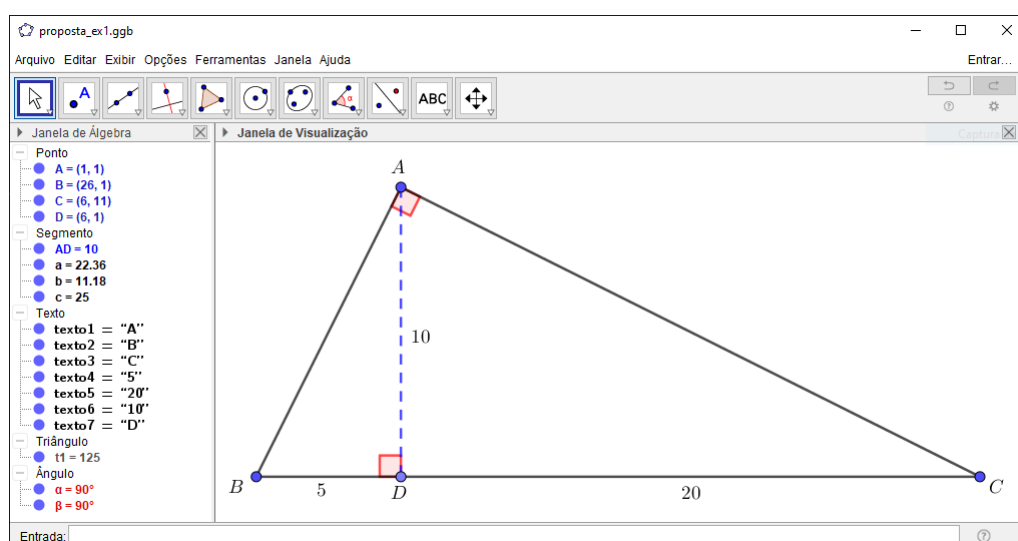 proposta_ex1.ggb
Arquivo Editar Exibir Opções Ferramentas Janela Ajuda
Entrar...
A
α
ABC
Janela de Álgebra
Janela de Visualização
Captura
Ponto
A = (1, 1)
B = (26, 1)
C = (6, 11)
D = (6, 1)
Segmento
AD = 10
a = 22.36
b = 11.18
c = 25
Texto
texto1 = “A”
texto2 = “B”
texto3 = “C”
texto4 = “5”
texto5 = “20”
texto6 = “10”
texto7 = “D”
Triângulo
t1 = 125
Ângulo
α = 90°
β = 90°
A
10
B
5
D
20
C
Entrada: